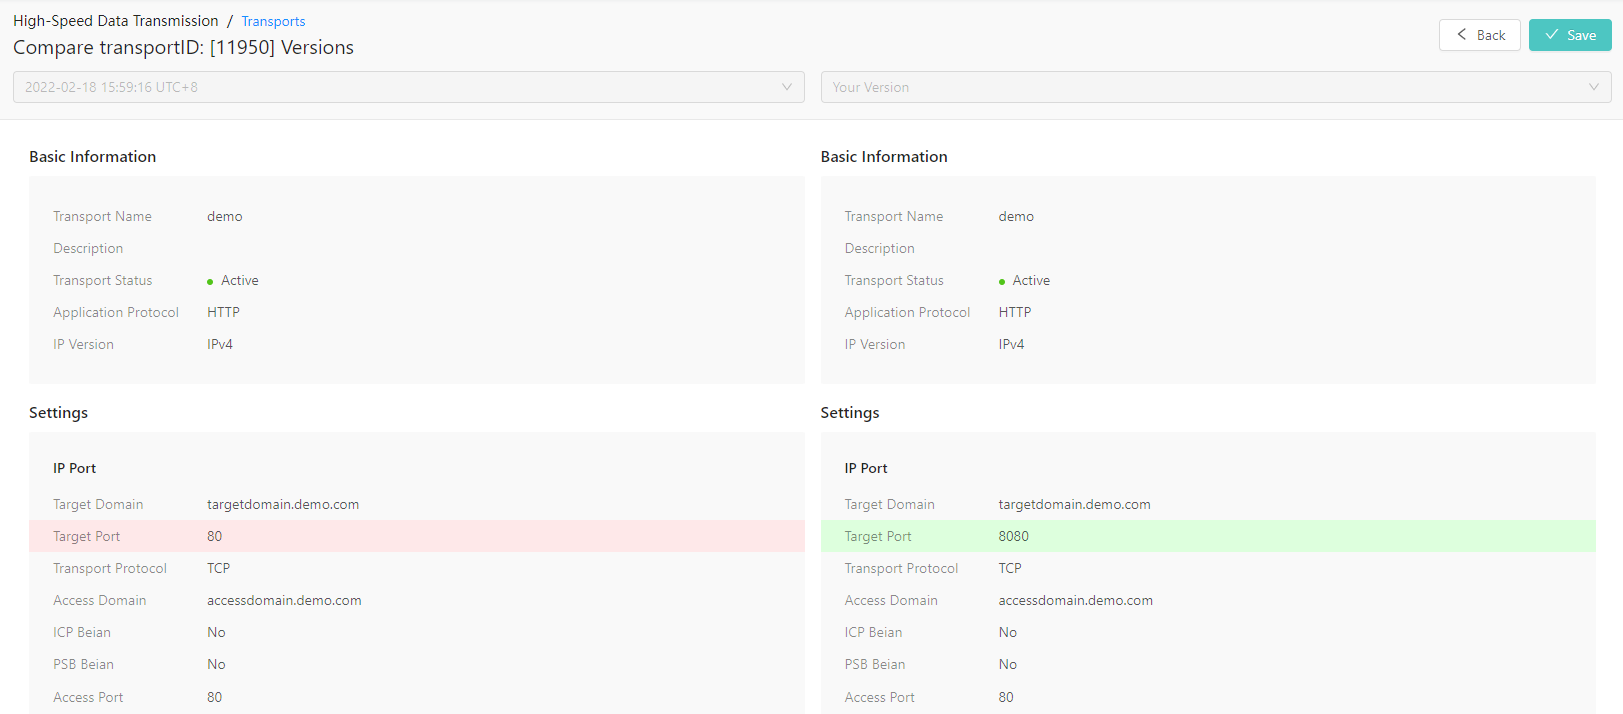 High-Speed Data Transmission / Transports
Compare transportID: [11950] Versions
Back
Save
2022-02-18 15:59:16 UTC+8
Your Version
Basic Information
Transport Name demo
Description
Transport Status Active
Application Protocol HTTP
IP Version IPv4
Settings
IP Port
Target Domain targetdomain.demo.com
Target Port 80
Transport Protocol TCP
Access Domain accessdomain.demo.com
ICP Beian No
PSB Beian No
Access Port 80
Basic Information
Transport Name demo
Description
Transport Status Active
Application Protocol HTTP
IP Version IPv4
Settings
IP Port
Target Domain targetdomain.demo.com
Target Port 8080
Transport Protocol TCP
Access Domain accessdomain.demo.com
ICP Beian No
PSB Beian No
Access Port 80